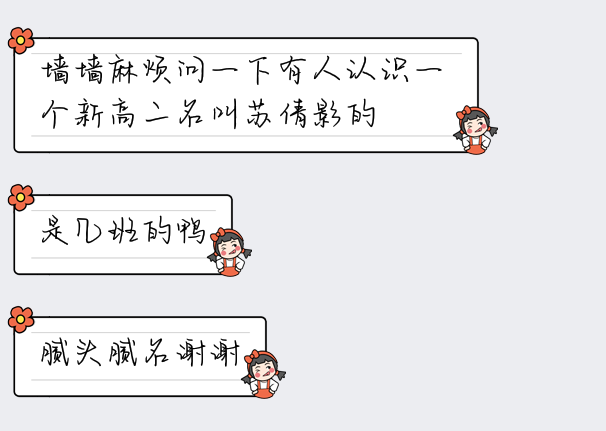 墙墙麻烦问一下有人认识一
个新高二名叫苏倩影的
是几班的鸭
腻头腻名谢谢